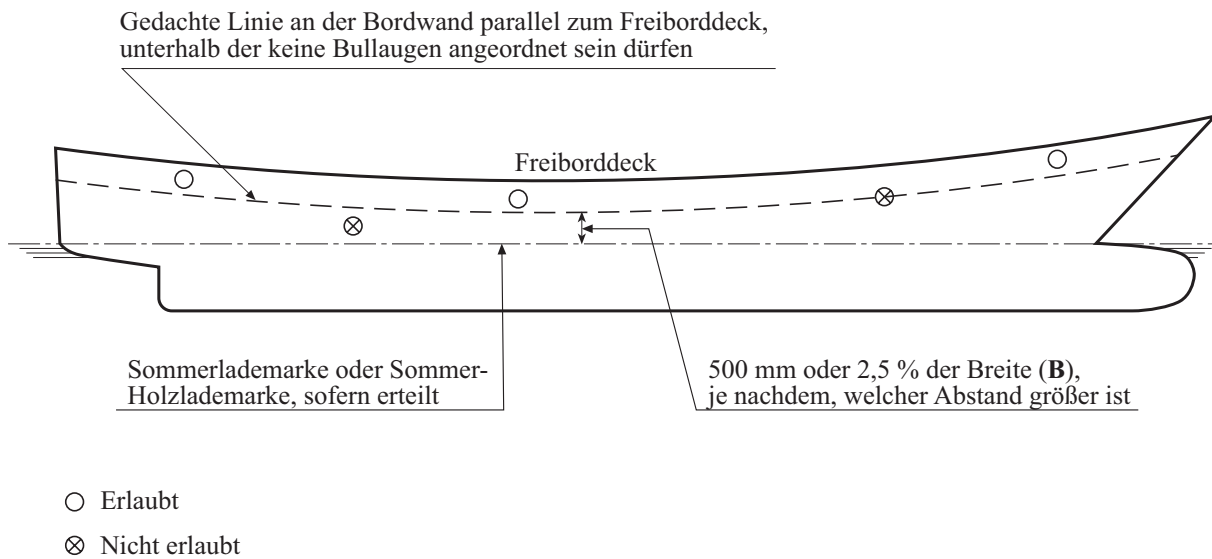 Gedachte Linie an der Bordwand parallel zum Freiborddeck,
unterhalb der keine Bullaugen angeordnet sein dürfen
Freiborddeck
Sommerlademarke oder Sommer-
Holzlademarke, sofern erteilt
500 mm oder 2,5 % der Breite (B),
je nachdem, welcher Abstand größer ist
Erlaubt
Nicht erlaubt